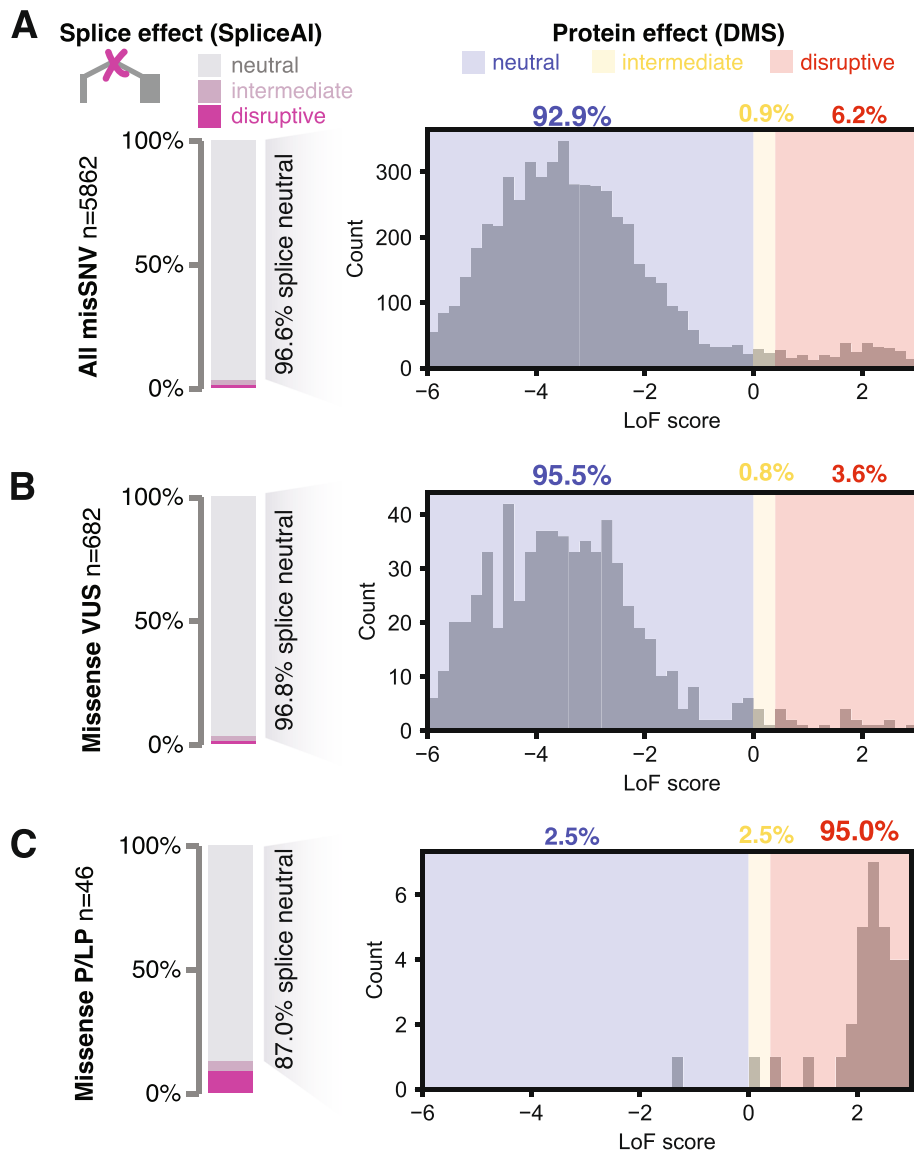 A
Splice effect (SpliceAI)
neutral
intermediate
disruptive
Protein effect (DMS)
neutral
intermediate
disruptive
All misSNV n=5862
100%
50%
0%
96.6% splice neutral
92.9%
0.9%
6.2%
Count
300
200
100
0
−6
−4
−2
0
2
LoF score
B
Missense VUS n=682
100%
50%
0%
96.8% splice neutral
95.5%
0.8%
3.6%
Count
40
30
20
10
0
−6
−4
−2
0
2
LoF score
C
Missense P/LP n=46
100%
50%
0%
87.0% splice neutral
2.5%
2.5%
95.0%
Count
6
4
2
0
−6
−4
−2
0
2
LoF score